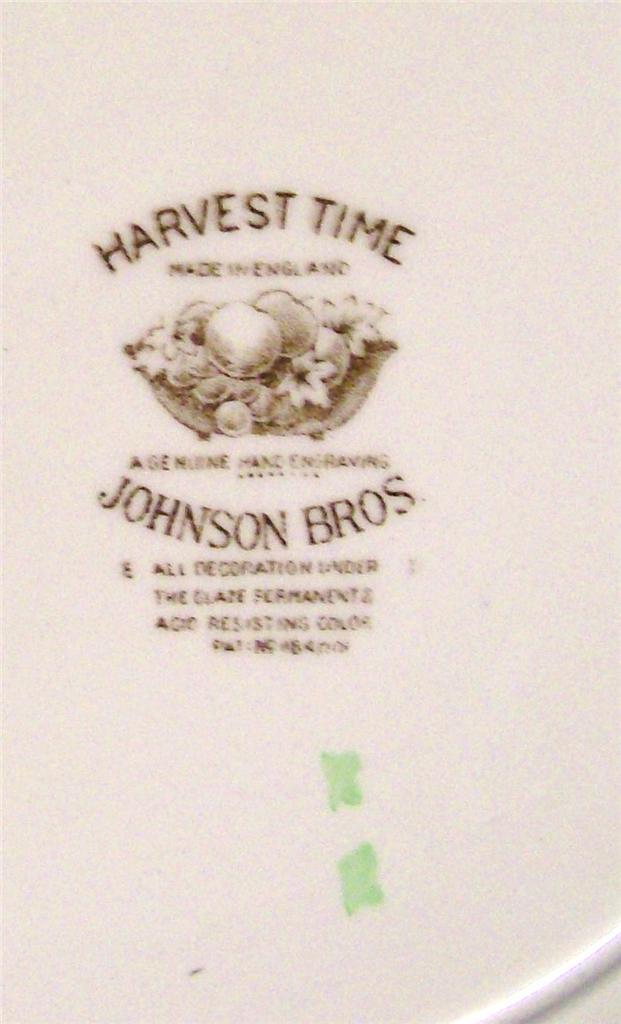 HARVEST TIME
MADE IN ENGLAND
A GENUINE HAND ENGRAVING
JOHNSON BROS.
E ALL DECORATION UNDER
THE GLAZE PERMANENT &
ACID RESISTING COLOR
PAT.